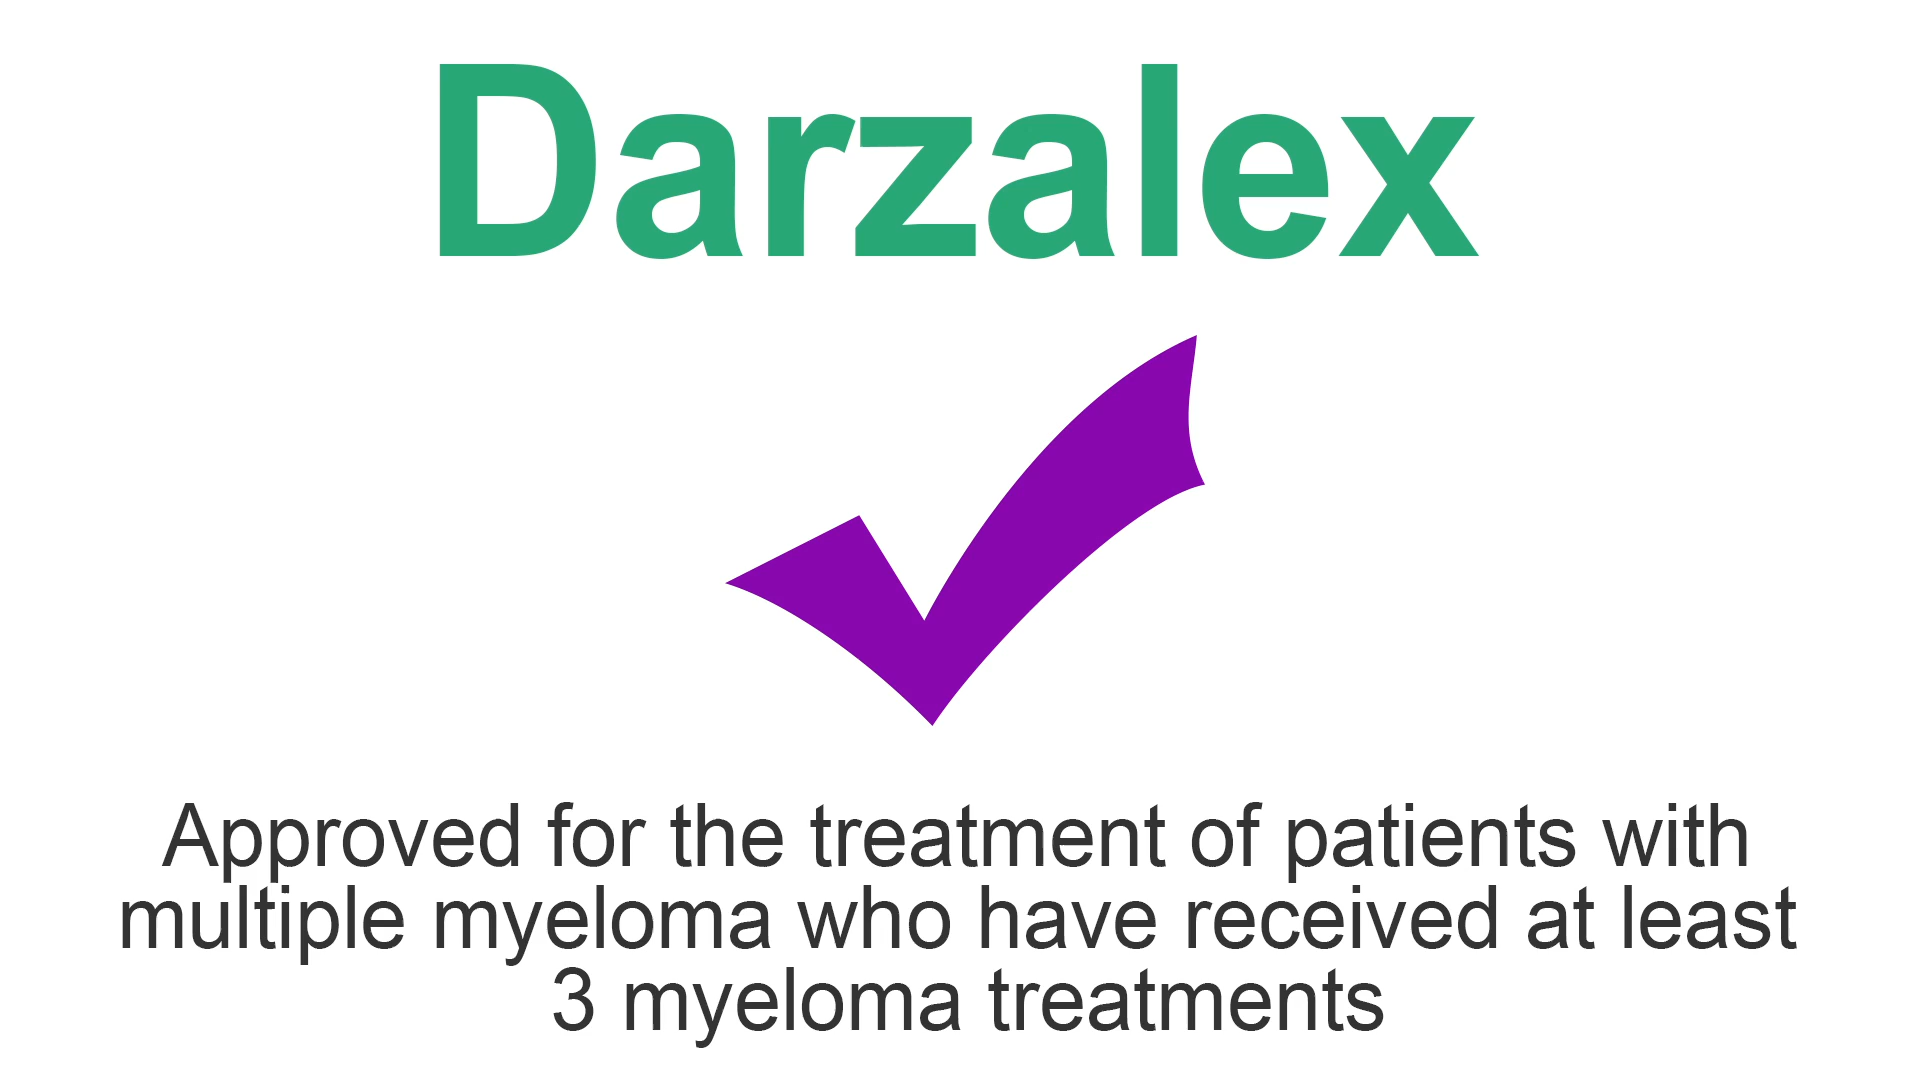 Darzalex
Approved for the treatment of patients with
multiple myeloma who have received at least
3 myeloma treatments